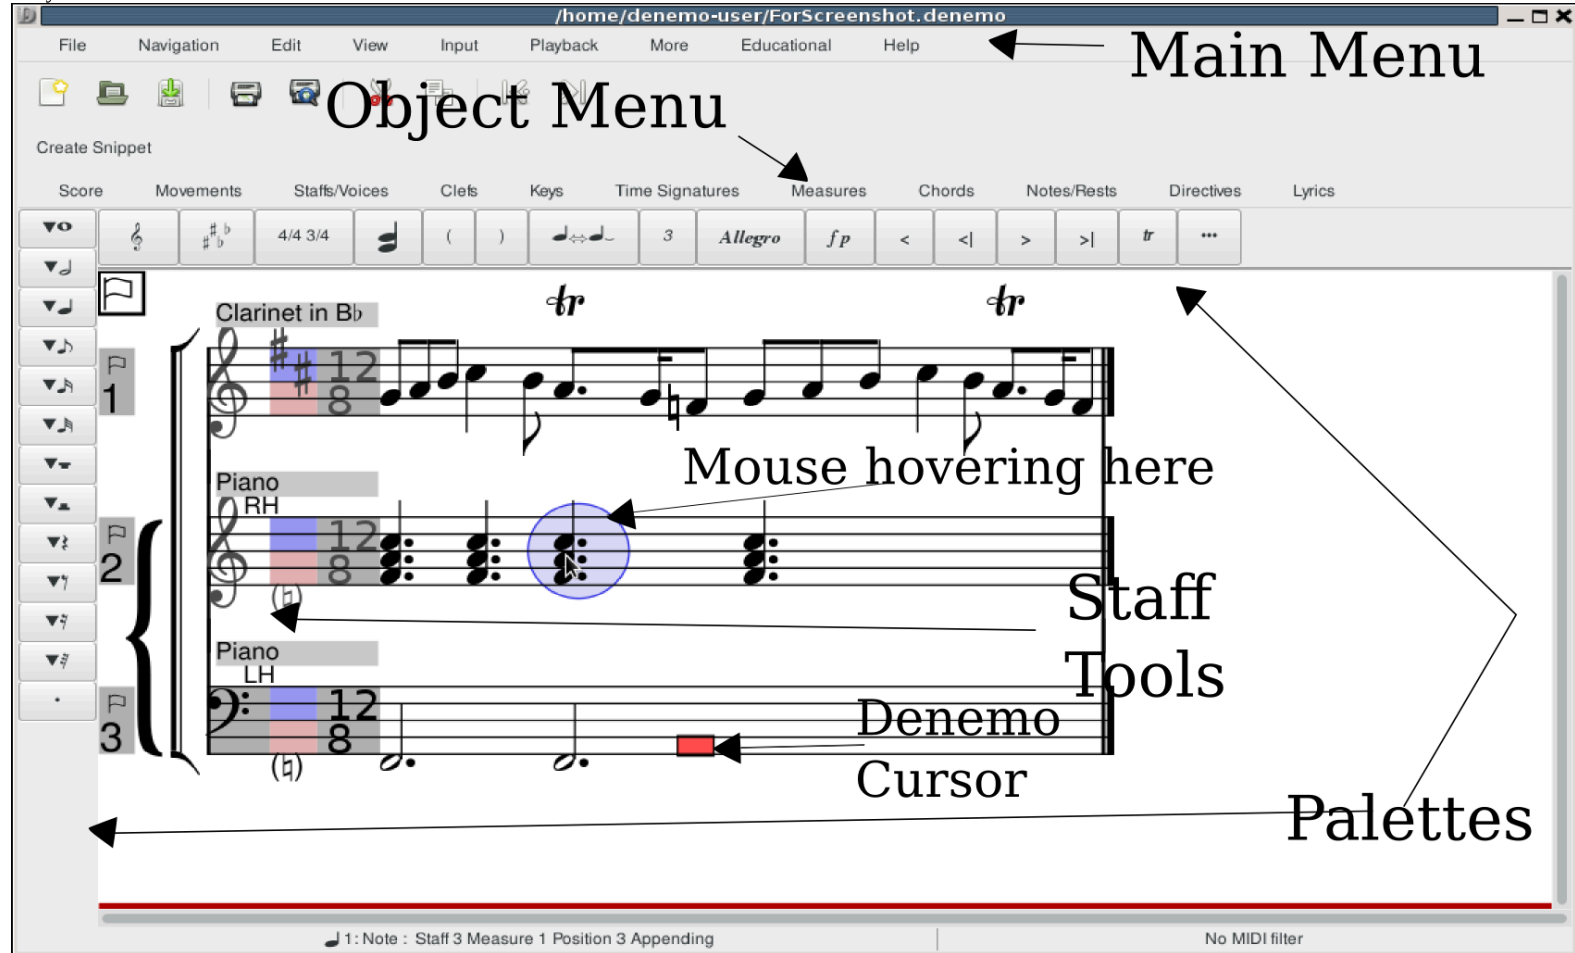 /home/denemo-user/ForScreenshot.denemo
File Navigation Edit View Input Playback More Educational Help
Main Menu
Object Menu
Create Snippet
Score Movements Staffs/Voices Clefs Keys Time Signatures Measures Chords Notes/Rests Directives Lyrics
4/4 3/4 ( ) 3 Allegro fp < <| > >| tr ...
Clarinet in B♭
tr tr
1
12
8
Mouse hovering here
Piano
RH
2
12
8
Staff
Tools
Piano
LH
3
12
8
Denemo
Cursor
Palettes
1: Note : Staff 3 Measure 1 Position 3 Appending
No MIDI filter